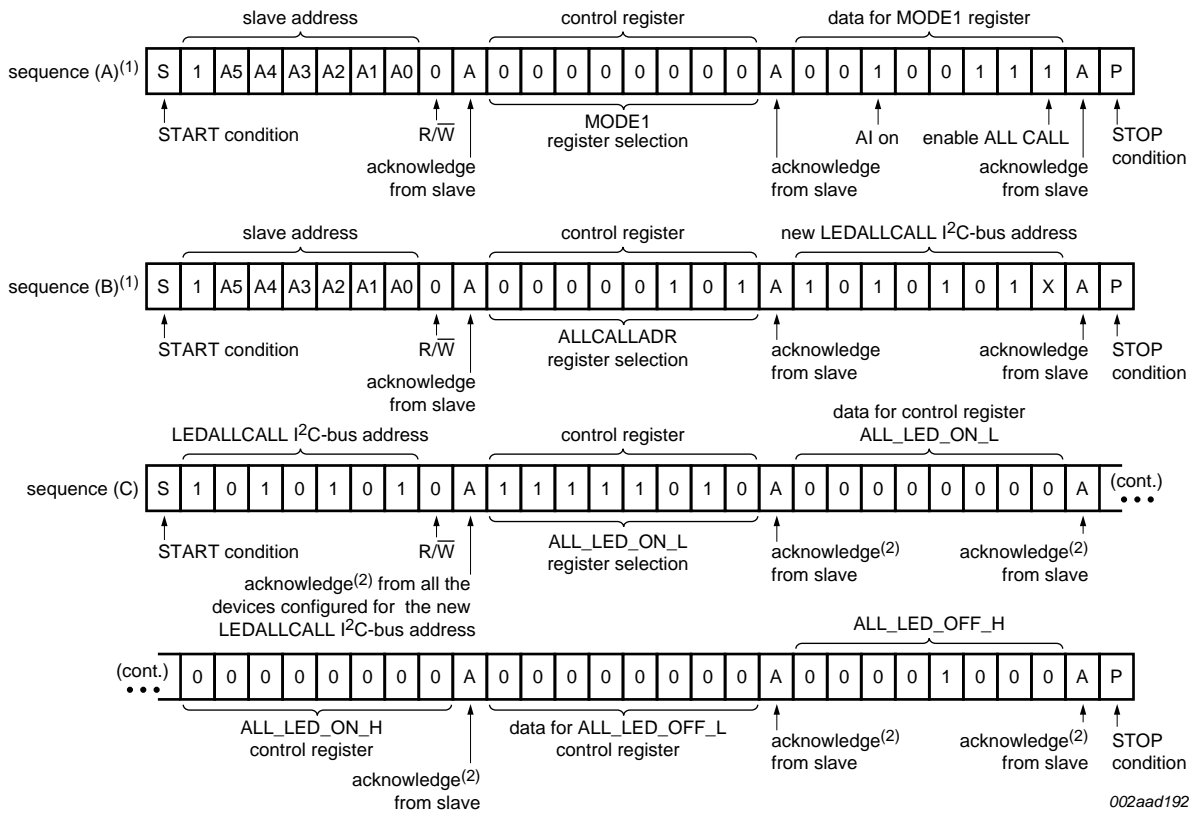 slave address control register data for MODE1 register
sequence (A)(1) S 1 A5 A4 A3 A2 A1 A0 0 A 0 0 0 0 0 0 0 0 A 0 0 1 0 0 1 1 1 A P
START condition R/W MODE1 AI on enable ALL CALL STOP
register selection condition
acknowledge acknowledge acknowledge
from slave from slave from slave
slave address control register new LEDALLCALL I2C-bus address
sequence (B)(1) S 1 A5 A4 A3 A2 A1 A0 0 A 0 0 0 0 0 1 0 1 A 1 0 1 0 1 0 1 X A P
START condition R/W ALLCALLADR acknowledge acknowledge STOP
register selection from slave from slave condition
acknowledge
from slave
data for control register
LEDALLCALL I2C-bus address control register ALL_LED_ON_L
sequence (C) S 1 0 1 0 1 0 1 0 A 1 1 1 1 1 0 1 0 A 0 0 0 0 0 0 0 0 A (cont.)
START condition R/W ALL_LED_ON_L acknowledge(2) acknowledge(2)
register selection from slave from slave
acknowledge(2) from all the
devices configured for the new
LEDALLCALL I2C-bus address
ALL_LED_OFF_H
(cont.) 0 0 0 0 0 0 0 0 A 0 0 0 0 0 0 0 0 A 0 0 0 0 1 0 0 0 A P
ALL_LED_ON_H data for ALL_LED_OFF_L acknowledge(2) acknowledge(2) STOP
control register control register from slave from slave condition
acknowledge(2)
from slave
002aad192